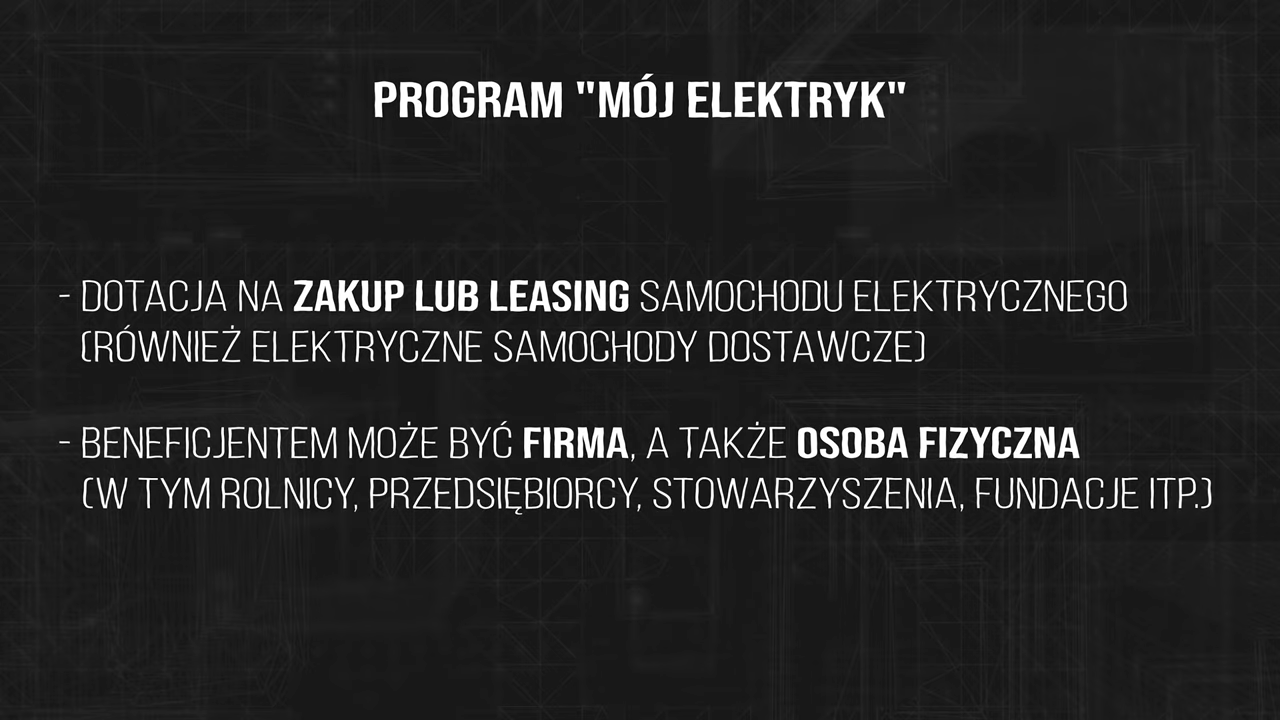 PROGRAM "MÓJ ELEKTRYK"
- DOTACJA NA ZAKUP LUB LEASING SAMOCHODU ELEKTRYCZNEGO
(RÓWNIEŻ ELEKTRYCZNE SAMOCHODY DOSTAWCZE)
- BENEFICJENTEM MOŻE BYĆ FIRMA, A TAKŻE OSOBA FIZYCZNA
(W TYM ROLNICY, PRZEDSIĘBIORCY, STOWARZYSZENIA, FUNDACJE ITP.)